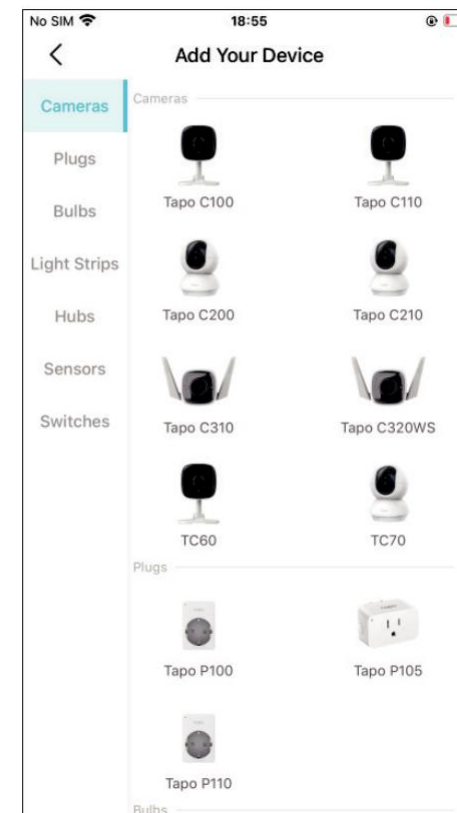 No SIM 18:55
Add Your Device
Cameras
Plugs
Bulbs
Light Strips
Hubs
Sensors
Switches
Cameras
Tapo C100 Tapo C110
Tapo C200 Tapo C210
Tapo C310 Tapo C320WS
TC60 TC70
Plugs
Tapo P100 Tapo P105
Tapo P110
Bulbs